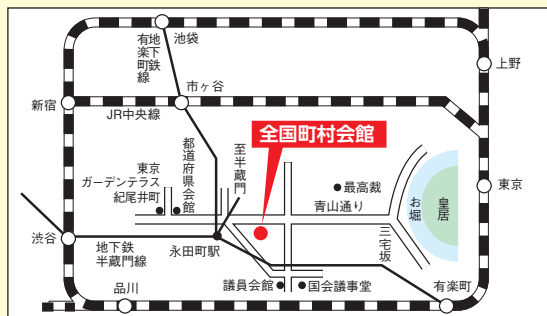 池袋
地下鉄
有楽町線
上野
市ヶ谷
新宿
JR中央線
全国町村会館
都道府県会館
至半蔵門
東京
ガーデンテラス
紀尾井町
最高裁
青山通り
お堀
皇居
東京
三宅坂
渋谷
地下鉄
半蔵門線
永田町駅
品川
議員会館
国会議事堂
有楽町